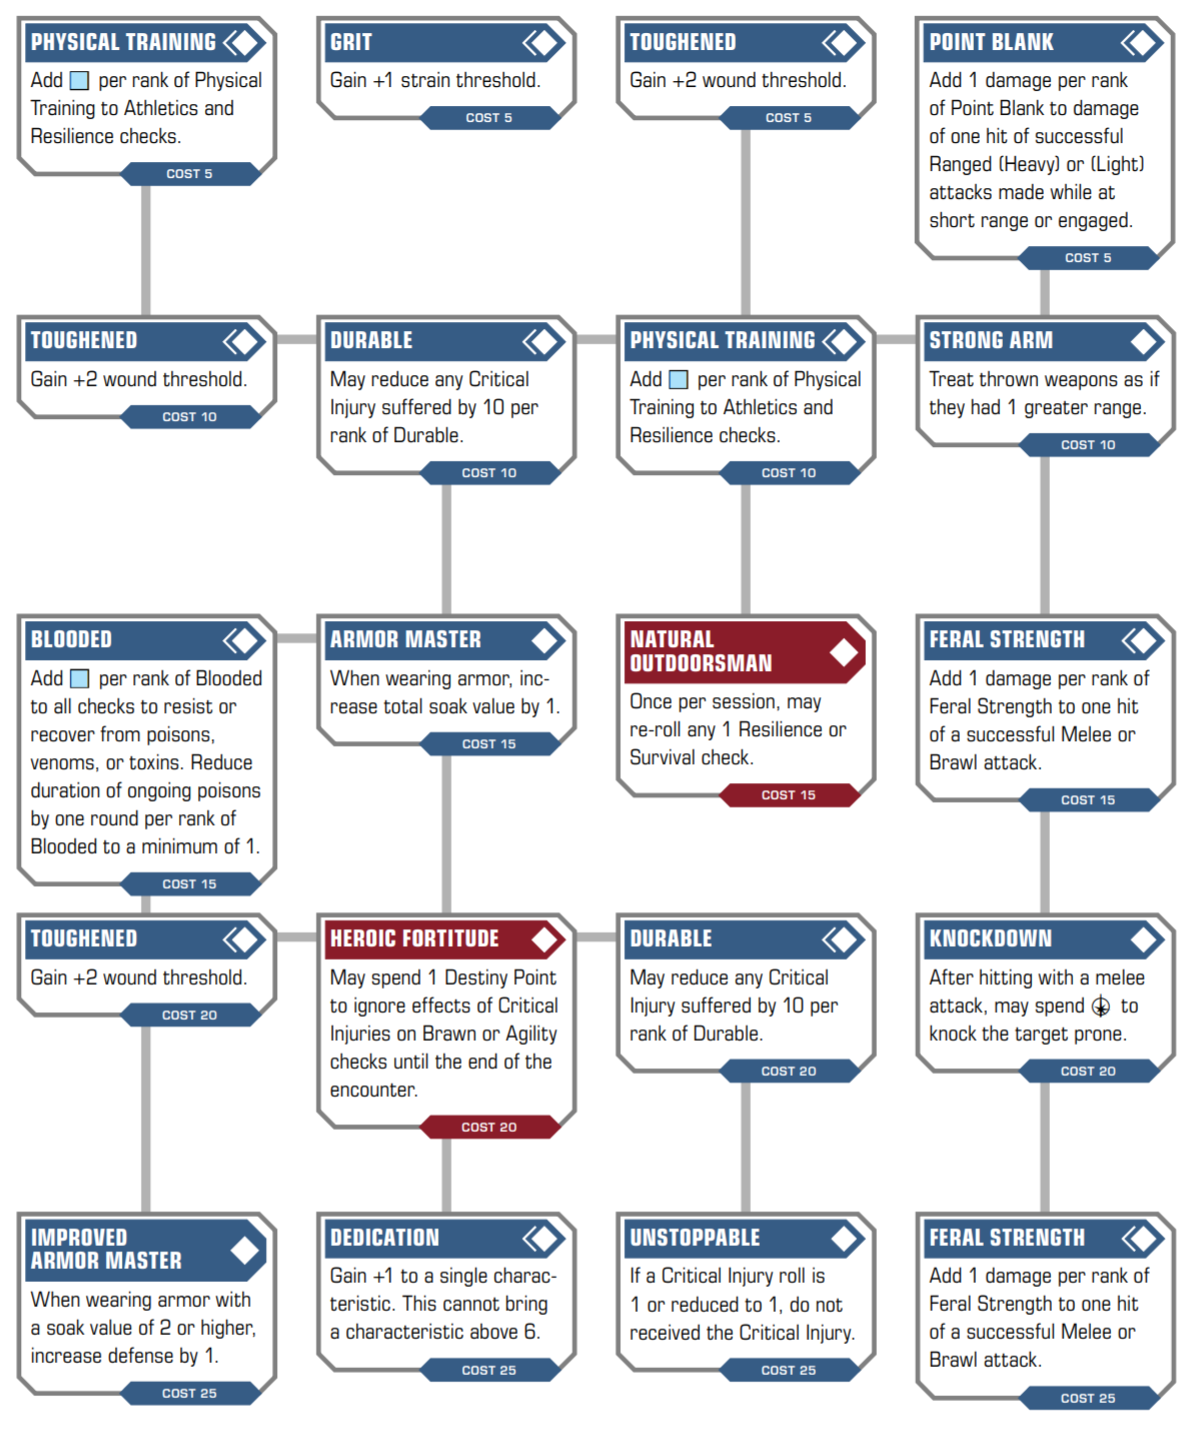 PHYSICAL TRAINING
Add per rank of Physical
Training to Athletics and
Resilience checks.
COST 5
GRIT
Gain +1 strain threshold.
COST 5
TOUGHENED
Gain +2 wound threshold.
COST 5
POINT BLANK
Add 1 damage per rank
of Point Blank to damage
of one hit of successful
Ranged (Heavy) or (Light)
attacks made while at
short range or engaged.
COST 5
TOUGHENED
Gain +2 wound threshold.
COST 10
DURABLE
May reduce any Critical
Injury suffered by 10 per
rank of Durable.
COST 10
PHYSICAL TRAINING
Add per rank of Physical
Training to Athletics and
Resilience checks.
COST 10
STRONG ARM
Treat thrown weapons as if
they had 1 greater range.
COST 10
BLOODED
Add per rank of Blooded
to all checks to resist or
recover from poisons,
venoms, or toxins. Reduce
duration of ongoing poisons
by one round per rank of
Blooded to a minimum of 1.
COST 15
ARMOR MASTER
When wearing armor, inc-
rease total soak value by 1.
COST 15
NATURAL
OUTDOORSMAN
Once per session, may
re-roll any 1 Resilience or
Survival check.
COST 15
FERAL STRENGTH
Add 1 damage per rank of
Feral Strength to one hit
of a successful Melee or
Brawl attack.
COST 15
TOUGHENED
Gain +2 wound threshold.
COST 20
HEROIC FORTITUDE
May spend 1 Destiny Point
to ignore effects of Critical
Injuries on Brawn or Agility
checks until the end of the
encounter.
COST 20
DURABLE
May reduce any Critical
Injury suffered by 10 per
rank of Durable.
COST 20
KNOCKDOWN
After hitting with a melee
attack, may spend to
knock the target prone.
COST 20
IMPROVED
ARMOR MASTER
When wearing armor with
a soak value of 2 or higher,
increase defense by 1.
COST 25
DEDICATION
Gain +1 to a single charac-
teristic. This cannot bring
a characteristic above 6.
COST 25
UNSTOPPABLE
If a Critical Injury roll is
1 or reduced to 1, do not
received the Critical Injury.
COST 25
FERAL STRENGTH
Add 1 damage per rank of
Feral Strength to one hit
of a successful Melee or
Brawl attack.
COST 25